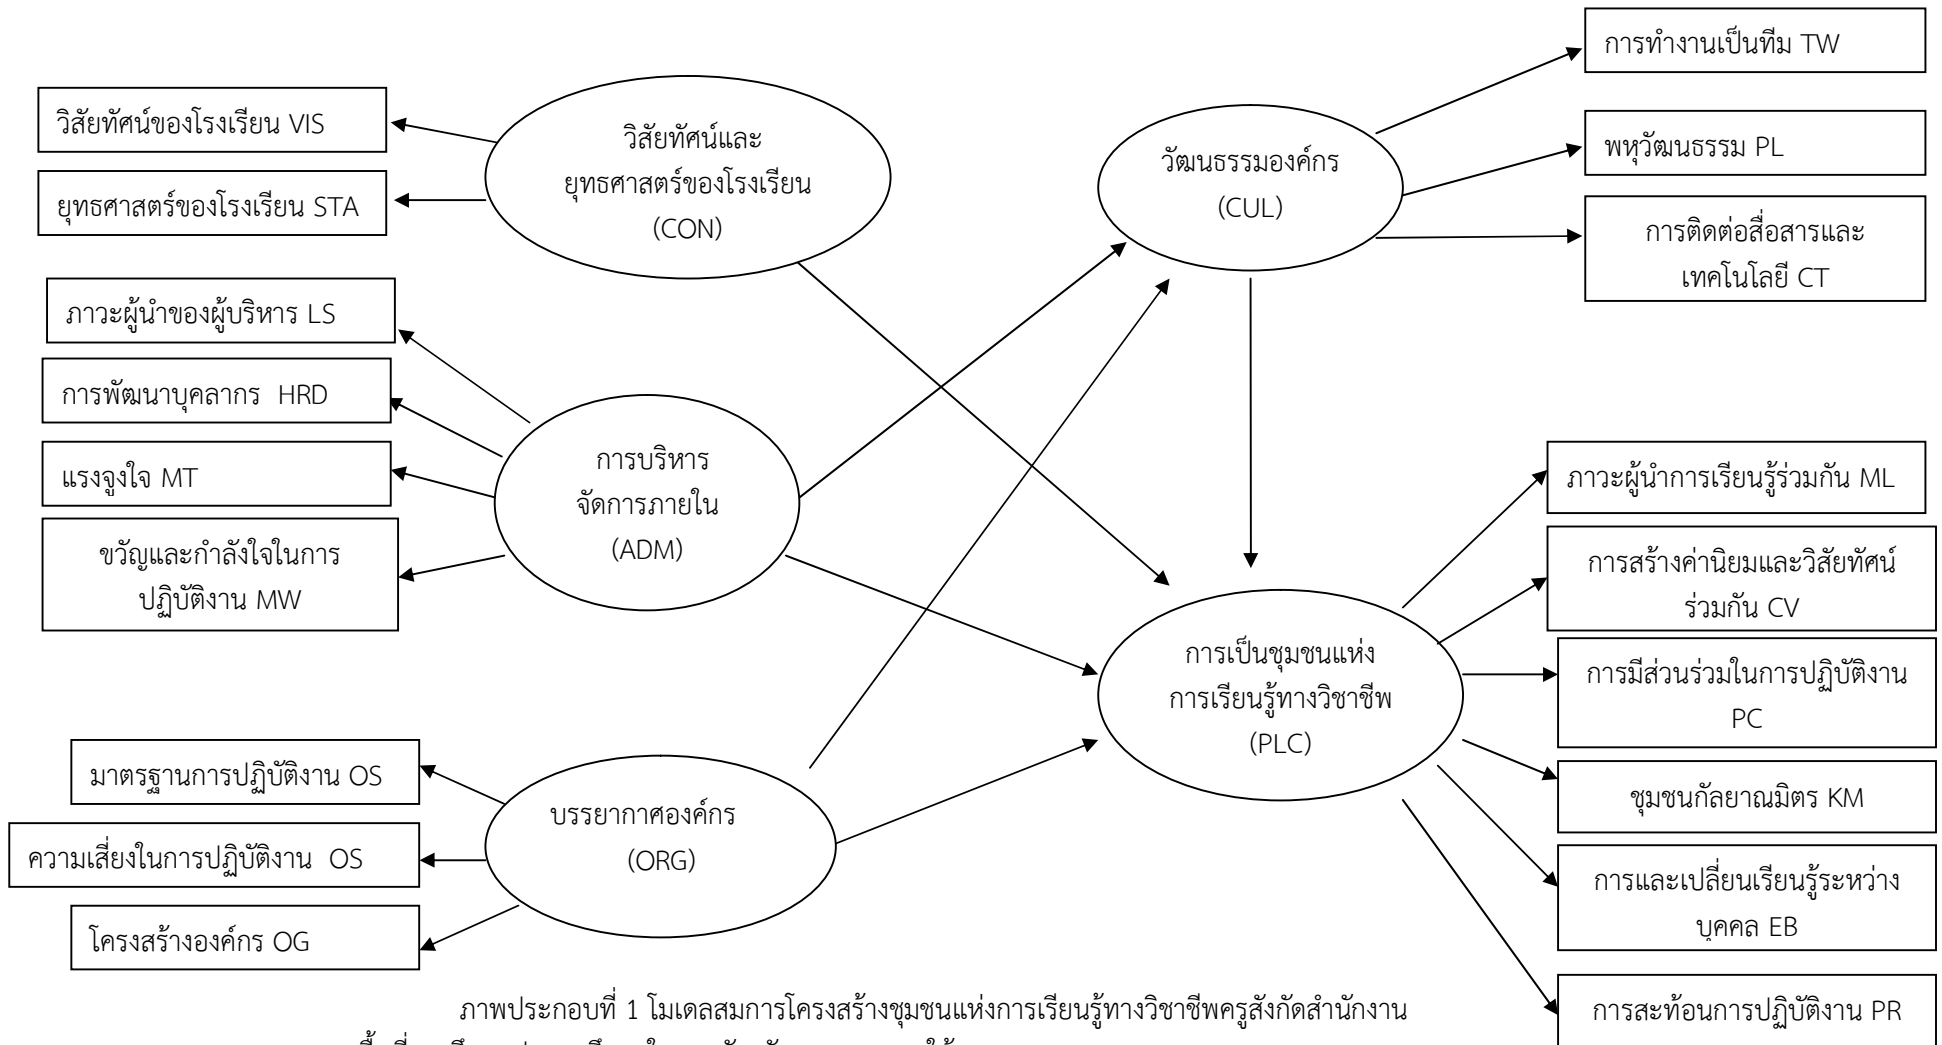 วิสัยทัศน์ของโรงเรียน VIS
ยุทธศาสตร์ของโรงเรียน STA
ภาวะผู้นำของผู้บริหาร LS
การพัฒนาบุคลากร HRD
แรงจูงใจ MT
ขวัญและกำลังใจในการ
ปฏิบัติงาน MW
มาตรฐานการปฏิบัติงาน OS
ความเสี่ยงในการปฏิบัติงาน OS
โครงสร้างองค์กร OG
วิสัยทัศน์และ
ยุทธศาสตร์ของโรงเรียน
(CON)
การบริหาร
จัดการภายใน
(ADM)
บรรยากาศองค์กร
(ORG)
วัฒนธรรมองค์กร
(CUL)
การเป็นชุมชนแห่ง
การเรียนรู้ทางวิชาชีพ
(PLC)
การทำงานเป็นทีม TW
พหุวัฒนธรรม PL
การติดต่อสื่อสารและ
เทคโนโลยี CT
ภาวะผู้นำการเรียนรู้ร่วมกัน ML
การสร้างค่านิยมและวิสัยทัศน์
ร่วมกัน CV
การมีส่วนร่วมในการปฏิบัติงาน
PC
ชุมชนกัลยาณมิตร KM
การและเปลี่ยนเรียนรู้ระหว่าง
บุคคล EB
การสะท้อนการปฏิบัติงาน PR
ภาพประกอบที่ 1 โมเดลสมการโครงสร้างชุมชนแห่งการเรียนรู้ทางวิชาชีพครูสังกัดสำนักงาน